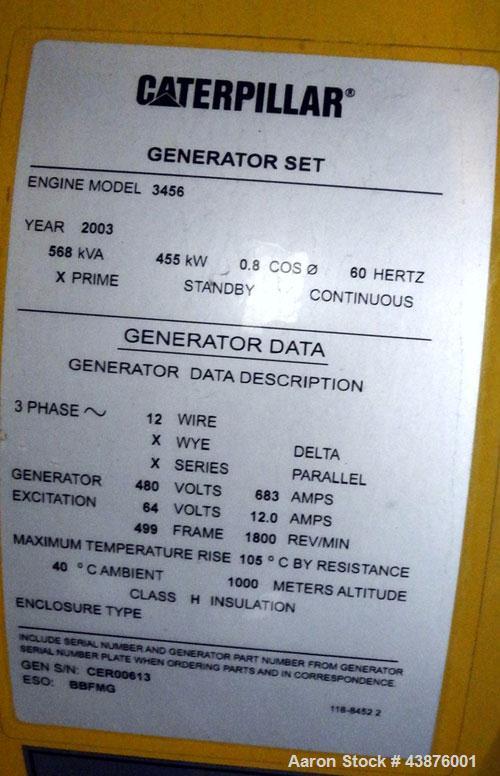 CATERPILLAR®
GENERATOR SET
ENGINE MODEL 3456
YEAR 2003
568 kVA 455 kW 0.8 COS Ø 60 HERTZ
X PRIME STANDBY CONTINUOUS
GENERATOR DATA
GENERATOR DATA DESCRIPTION
3 PHASE ~ 12 WIRE
X WYE DELTA
X SERIES PARALLEL
GENERATOR 480 VOLTS 683 AMPS
EXCITATION 64 VOLTS 12.0 AMPS
499 FRAME 1800 REV/MIN
MAXIMUM TEMPERATURE RISE 105 ° C BY RESISTANCE
40 ° C AMBIENT 1000 METERS ALTITUDE
CLASS H INSULATION
ENCLOSURE TYPE
INCLUDE SERIAL NUMBER AND GENERATOR PART NUMBER FROM GENERATOR
SERIAL NUMBER PLATE WHEN ORDERING PARTS AND IN CORRESPONDENCE.
GEN S/N: CER00613
ESO: BBFMG
118-8452 2
Aaron Stock # 43876001